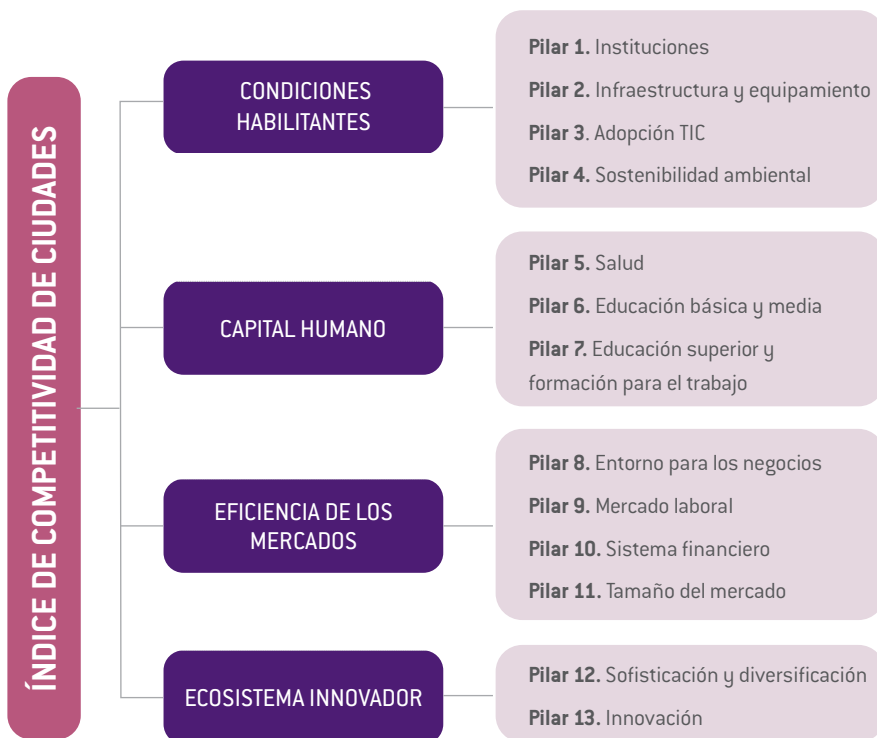 ÍNDICE DE COMPETITIVIDAD DE CIUDADES
CONDICIONES
HABILITANTES
Pilar 1. Instituciones
Pilar 2. Infraestructura y equipamiento
Pilar 3. Adopción TIC
Pilar 4. Sostenibilidad ambiental
CAPITAL HUMANO
Pilar 5. Salud
Pilar 6. Educación básica y media
Pilar 7. Educación superior y
formación para el trabajo
EFICIENCIA DE LOS
MERCADOS
Pilar 8. Entorno para los negocios
Pilar 9. Mercado laboral
Pilar 10. Sistema financiero
Pilar 11. Tamaño del mercado
ECOSISTEMA INNOVADOR
Pilar 12. Sofisticación y diversificación
Pilar 13. Innovación